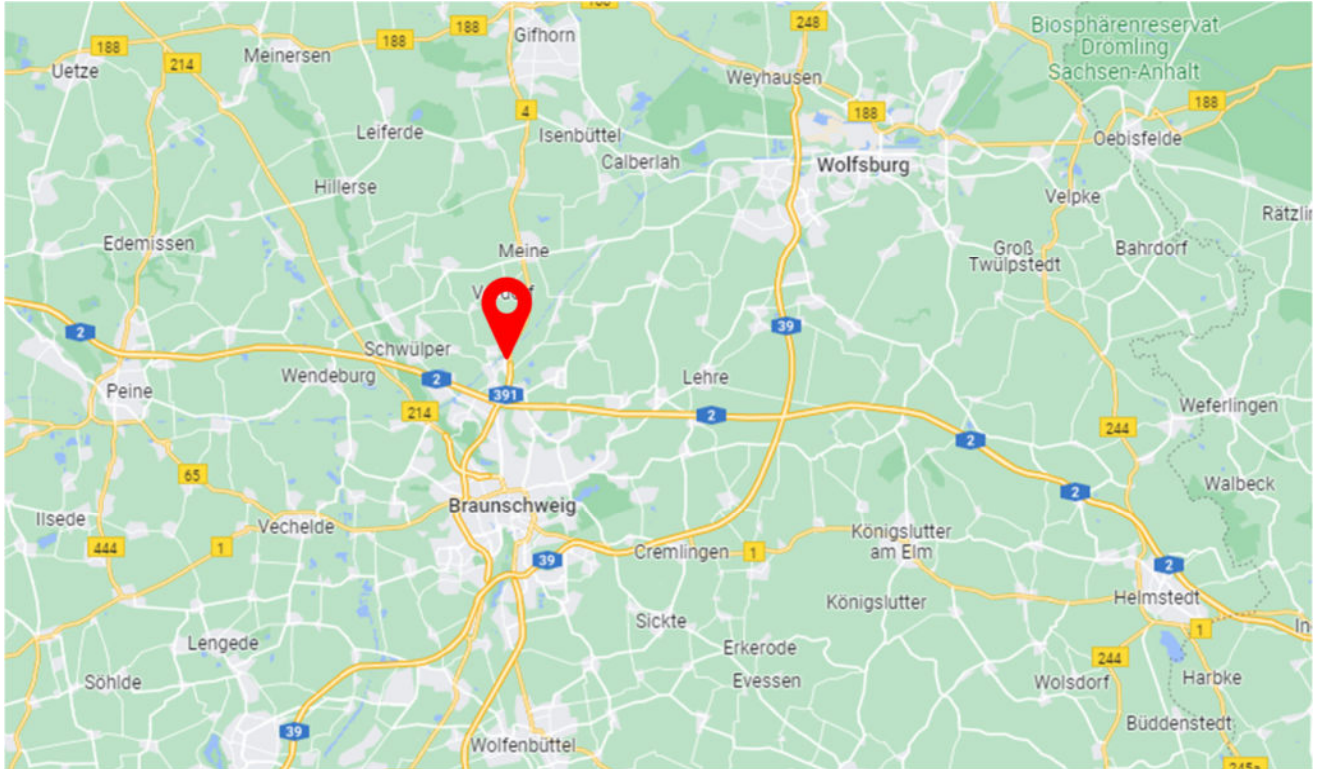 188
Gifhorn
248
Biosphärenreservat
Drömling
Sachsen-Anhalt
188
188
188
Meinersen
Uetze
214
Weyhausen
188
188
4
Leiferde
Isenbüttel
Oebisfelde
Calberlah
Wolfsburg
Hillerse
Velpke
Rätzlin
Edemissen
Meine
Groß
Twülpstedt
Bahrdorf
2
39
Schwülper
Wendeburg
2
Lehre
Peine
391
214
2
Weferlingen
244
2
65
Walbeck
2
Braunschweig
Ilsede
Vechelde
444
1
39
Cremlingen
1
Königslutter
am Elm
2
Königslutter
Helmstedt
Sickte
1
In
Lengede
Erkerode
244
Söhlde
Evessen
Wolsdorf
Harbke
Büddenstedt
39
Wolfenbüttel
245a